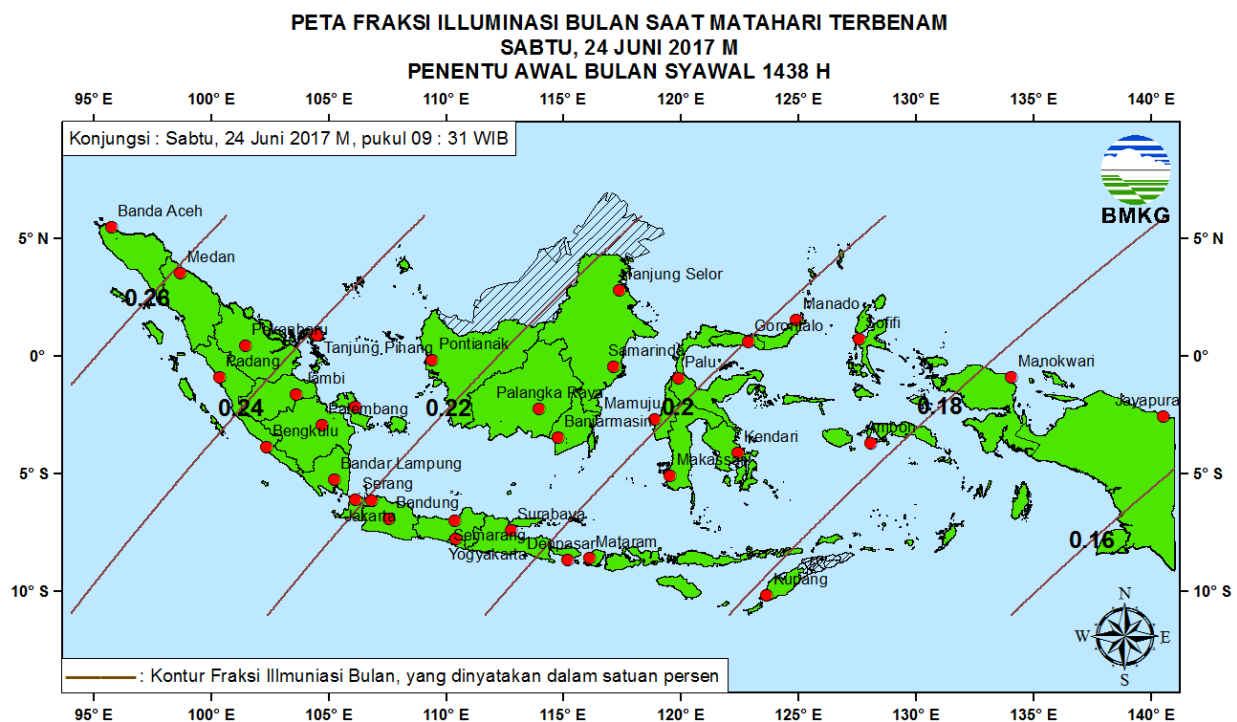 PETA FRAKSI ILLUMINASI BULAN SAAT MATAHARI TERBENAM
SABTU, 24 JUNI 2017 M
PENENTU AWAL BULAN SYAWAL 1438 H
95° E 100° E 105° E 110° E 115° E 120° E 125° E 130° E 135° E 140° E
Konjungsi : Sabtu, 24 Juni 2017 M, pukul 09 : 31 WIB
BMKG
Banda Aceh
5° N 5° N
Medan
Tanjung Selor
0.26
Manado
Pekanbaru
Gorontalo
Sofifi
Tanjung Pinang
Pontianak
0° 0°
Padang
Samarinda
Palu
Manokwari
Jambi
Palangka Raya
0.24
Palembang
0.22
Mamuju
0.2
0.18
Jayapura
Bengkulu
Banjarmasin
Kendari
Ambon
Bandar Lampung
Makassar
5° S 5° S
Serang
Bandung
Jakarta
Surabaya
Semarang
Denpasar
Mataram
0.16
Yogyakarta
Kupang
10° S 10° S
N
W E
S
: Kontur Fraksi Illmuniasi Bulan, yang dinyatakan dalam satuan persen
95° E 100° E 105° E 110° E 115° E 120° E 125° E 130° E 135° E 140° E